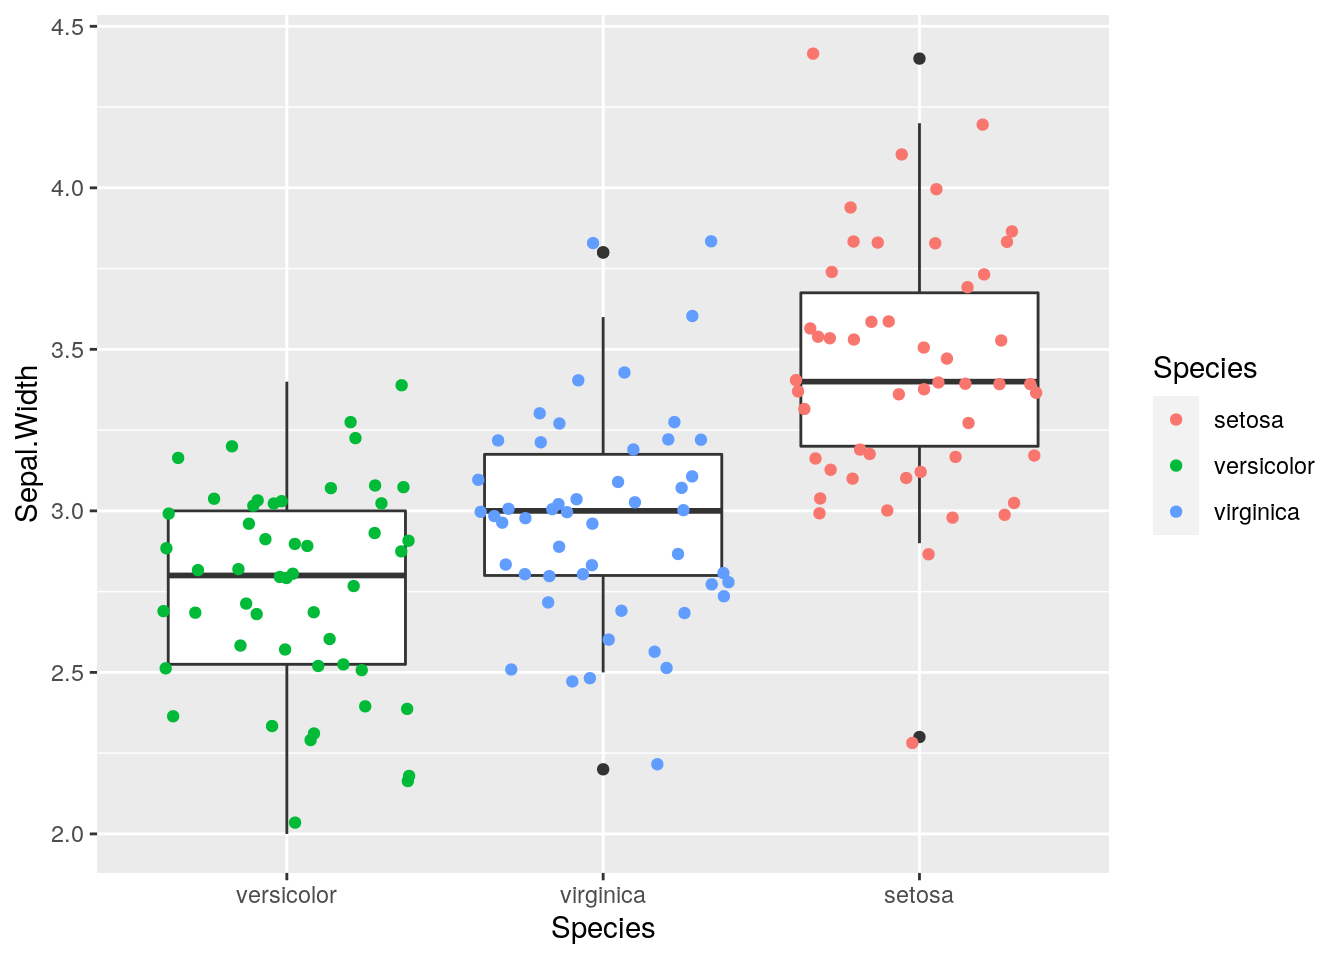 4.5
4.0
3.5
3.0
2.5
2.0
Sepal.Width
versicolor
virginica
setosa
Species
Species
setosa
versicolor
virginica